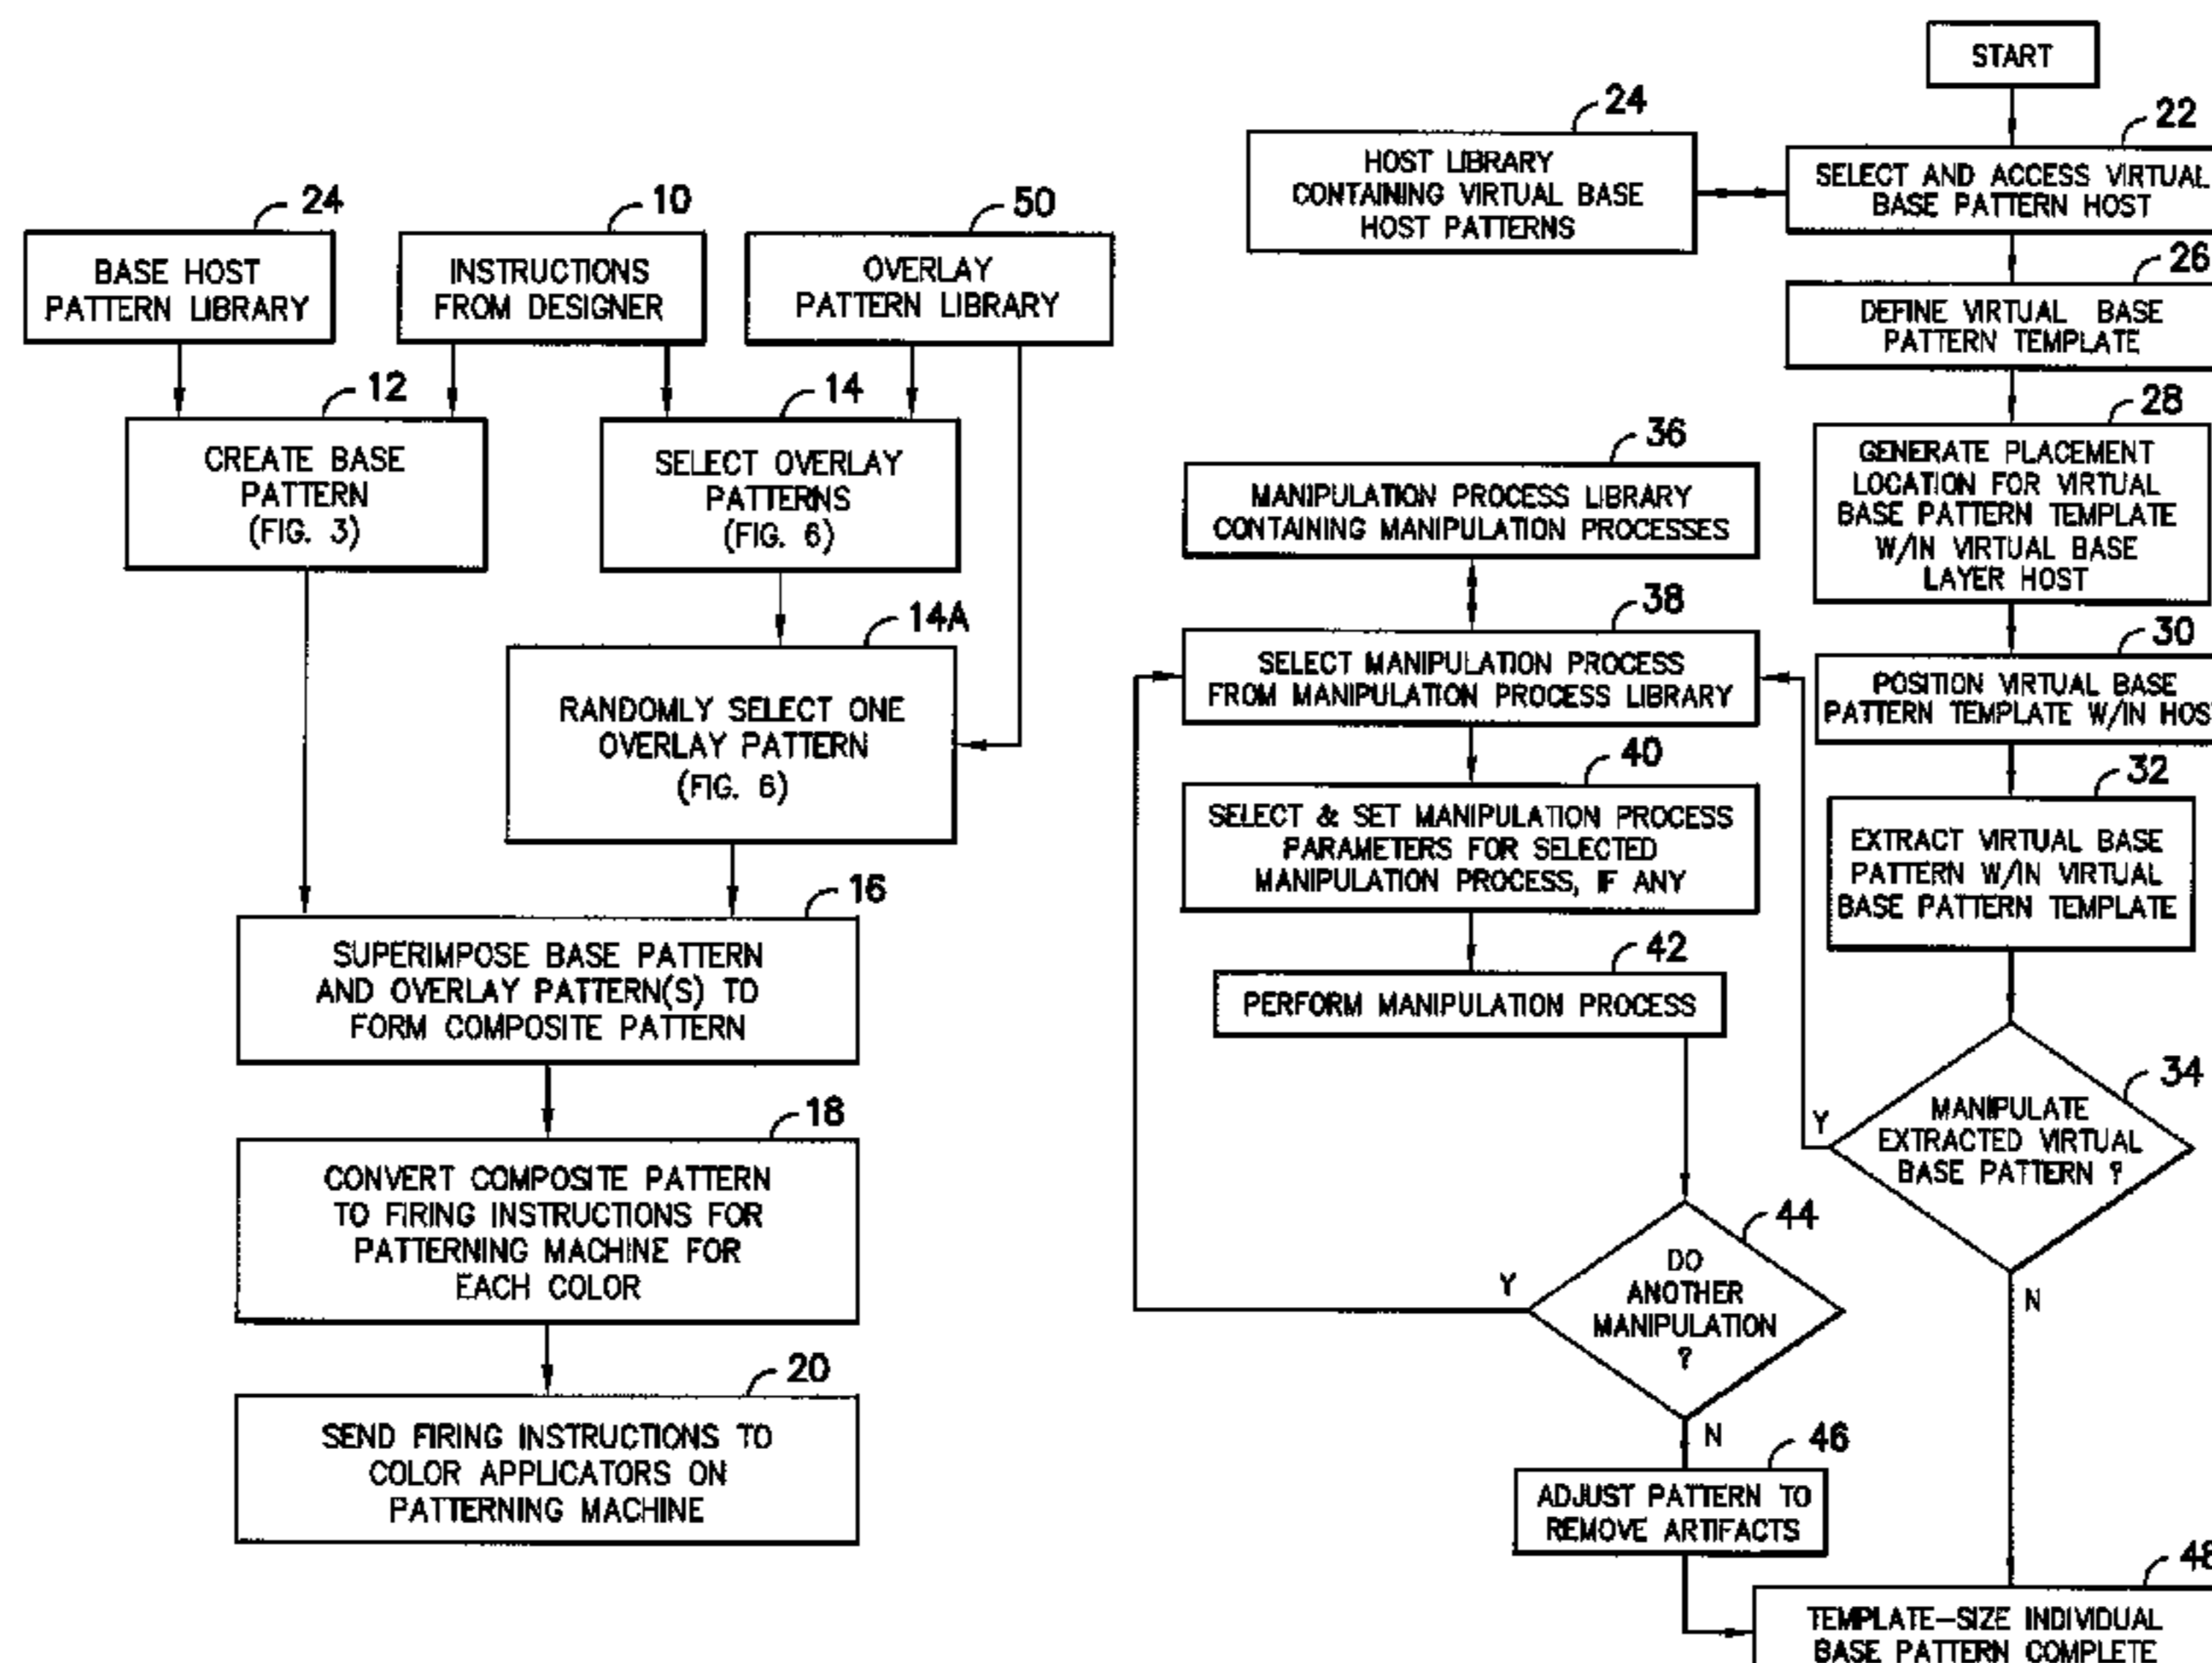 24
BASE HOST
PATTERN LIBRARY
10
INSTRUCTIONS
FROM DESIGNER
50
OVERLAY
PATTERN LIBRARY
12
CREATE BASE
PATTERN
(FIG. 3)
14
SELECT OVERLAY
PATTERNS
(FIG. 6)
14A
RANDOMLY SELECT ONE
OVERLAY PATTERN
(FIG. 6)
16
SUPERIMPOSE BASE PATTERN
AND OVERLAY PATTERN(S) TO
FORM COMPOSITE PATTERN
18
CONVERT COMPOSITE PATTERN
TO FIRING INSTRUCTIONS FOR
PATTERNING MACHINE FOR
EACH COLOR
20
SEND FIRING INSTRUCTIONS TO
COLOR APPLICATORS ON
PATTERNING MACHINE
START
22
SELECT AND ACCESS VIRTUAL
BASE PATTERN HOST
24
HOST LIBRARY
CONTAINING VIRTUAL BASE
HOST PATTERNS
26
DEFINE VIRTUAL BASE
PATTERN TEMPLATE
28
GENERATE PLACEMENT
LOCATION FOR VIRTUAL
BASE PATTERN TEMPLATE
W/IN VIRTUAL BASE
LAYER HOST
30
POSITION VIRTUAL BASE
PATTERN TEMPLATE W/IN HOST
32
EXTRACT VIRTUAL BASE
PATTERN W/IN VIRTUAL
BASE PATTERN TEMPLATE
34
MANIPULATE
EXTRACTED VIRTUAL
BASE PATTERN ?
Y
N
36
MANIPULATION PROCESS LIBRARY
CONTAINING MANIPULATION PROCESSES
38
SELECT MANIPULATION PROCESS
FROM MANIPULATION PROCESS LIBRARY
40
SELECT & SET MANIPULATION PROCESS
PARAMETERS FOR SELECTED
MANIPULATION PROCESS, IF ANY
42
PERFORM MANIPULATION PROCESS
44
DO
ANOTHER
MANIPULATION
?
Y
N
46
ADJUST PATTERN TO
REMOVE ARTIFACTS
48
TEMPLATE-SIZE INDIVIDUAL
BASE PATTERN COMPLETE